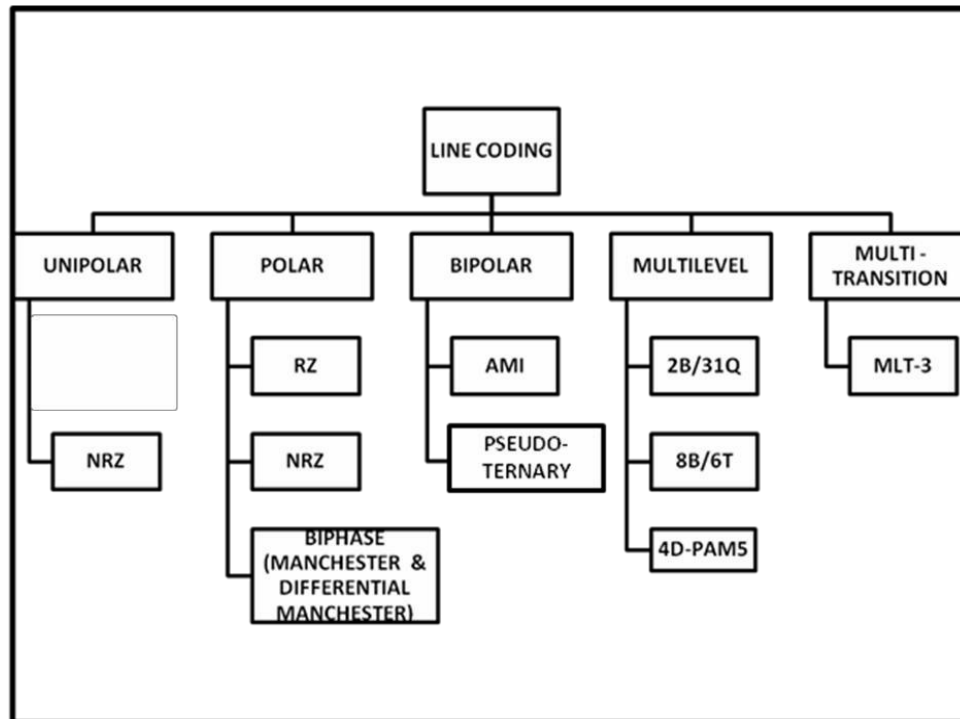 LINE CODING
UNIPOLAR
POLAR
BIPOLAR
MULTILEVEL
MULTI -
TRANSITION
RZ
AMI
2B/31Q
MLT-3
NRZ
NRZ
PSEUDO-
TERNARY
8B/6T
BIPHASE
(MANCHESTER &
DIFFERENTIAL
MANCHESTER)
4D-PAM5